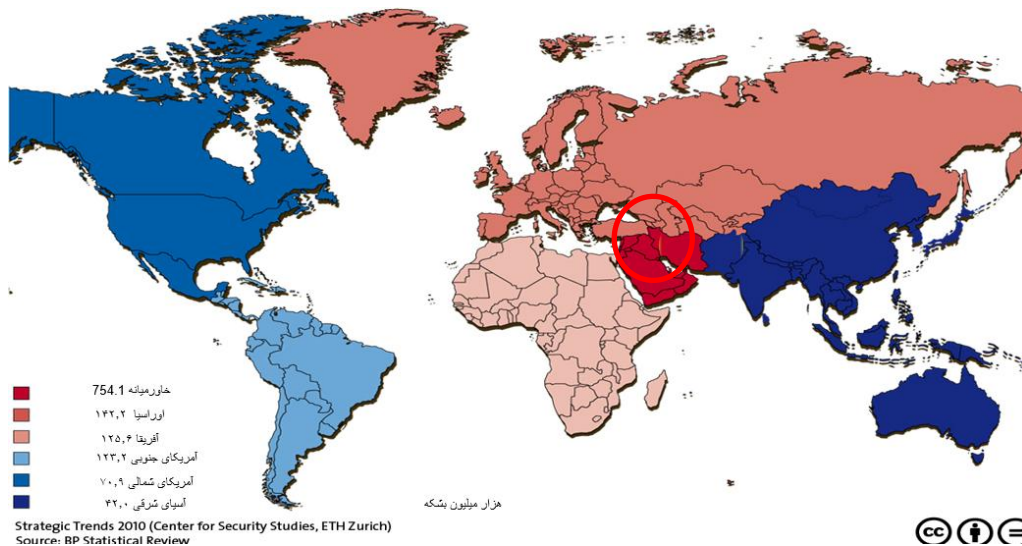 خاورمیانه 754.1
اوراسیا ۱۴۲,۲
آفریقا ۱۲۵,۶
آمریکای جنوبی ۱۲۳,۲
آمریکای شمالی ۷۰,۹
آسیای شرقی ۴۲,۰
هزار میلیون بشکه
Strategic Trends 2010 (Center for Security Studies, ETH Zurich)
Source: BP Statistical Review
cc